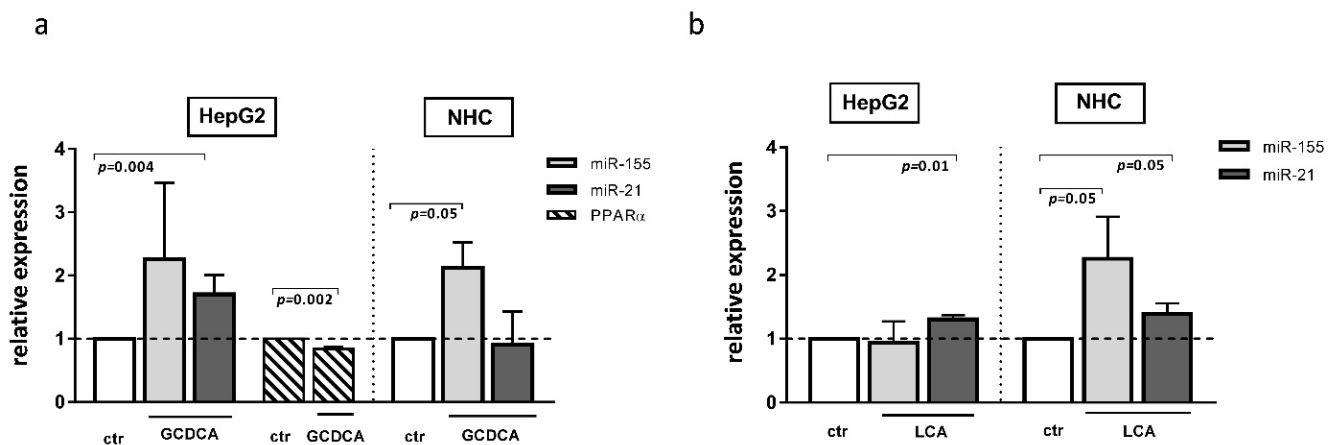 a
b
HepG2
NHC
HepG2
NHC
relative expression
4
3
2
1
0
p=0.004
p=0.002
p=0.05
miR-155
miR-21
PPARα
ctr
GCDCA
ctr
GCDCA
ctr
GCDCA
relative expression
4
3
2
1
0
p=0.01
p=0.05
p=0.05
miR-155
miR-21
ctr
LCA
ctr
LCA